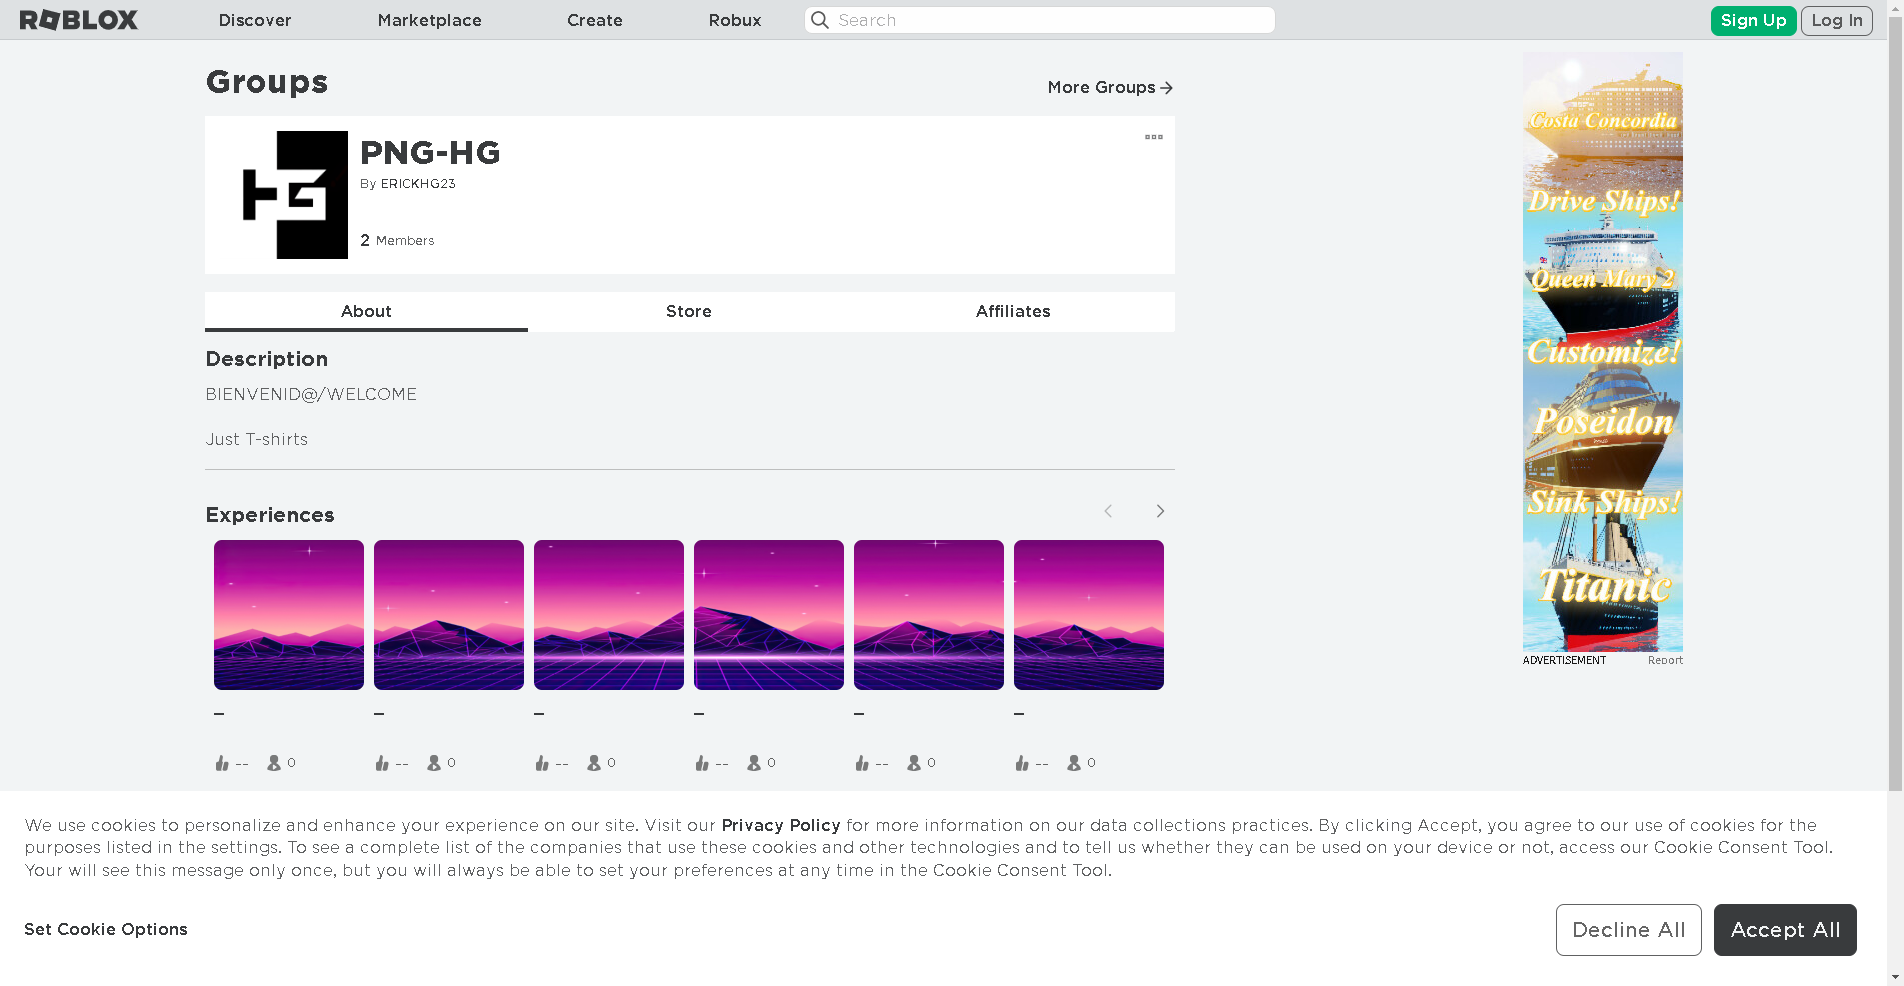 ROBLOX Discover Marketplace Create Robux Search Sign Up Log In
Groups
More Groups
HG
PNG-HG
By ERICKHG23
2 Members
About Store Affiliates
Description
BIENVENID@/WELCOME
Just T-shirts
Experiences
-- 0 -- 0 -- 0 -- 0 -- 0 -- 0
Costa Concordia
Drive Ships!
Queen Mary 2
Customize!
Poseidon
Sink Ships!
Titanic
ADVERTISEMENT Report
We use cookies to personalize and enhance your experience on our site. Visit our Privacy Policy for more information on our data collections practices. By clicking Accept, you agree to our use of cookies for the
purposes listed in the settings. To see a complete list of the companies that use these cookies and other technologies and to tell us whether they can be used on your device or not, access our Cookie Consent Tool.
Your will see this message only once, but you will always be able to set your preferences at any time in the Cookie Consent Tool.
Set Cookie Options
Decline All Accept All